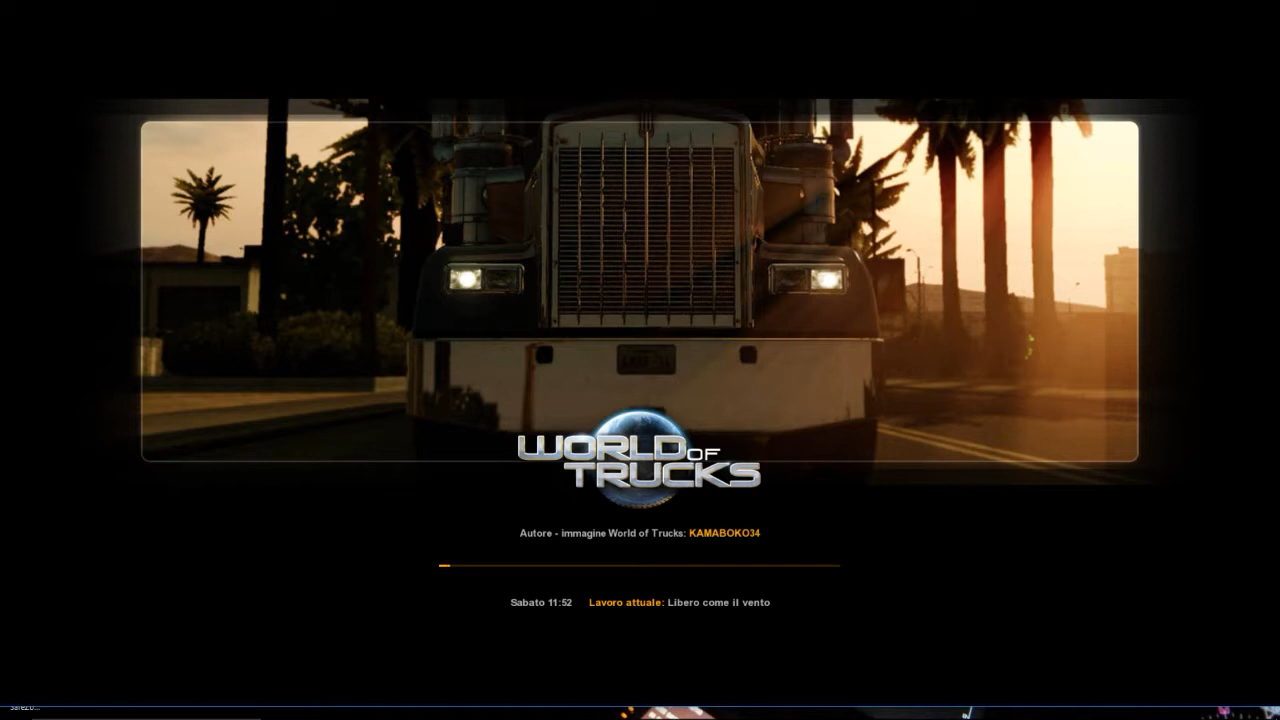 WORLD OF
TRUCKS
Autore - immagine World of Trucks: KAMABOKO34
Sabato 11:52 Lavoro attuale: Libero come il vento